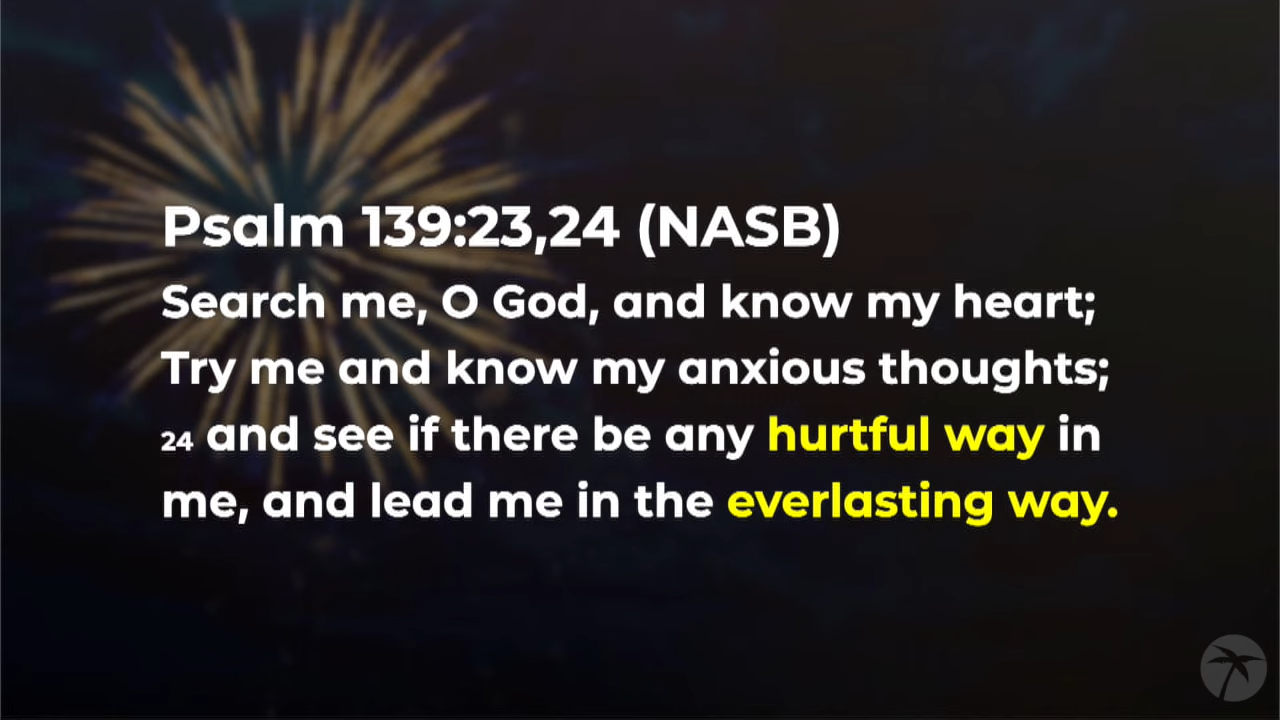 Psalm 139:23,24 (NASB)
Search me, O God, and know my heart;
Try me and know my anxious thoughts;
24 and see if there be any hurtful way in
me, and lead me in the everlasting way.